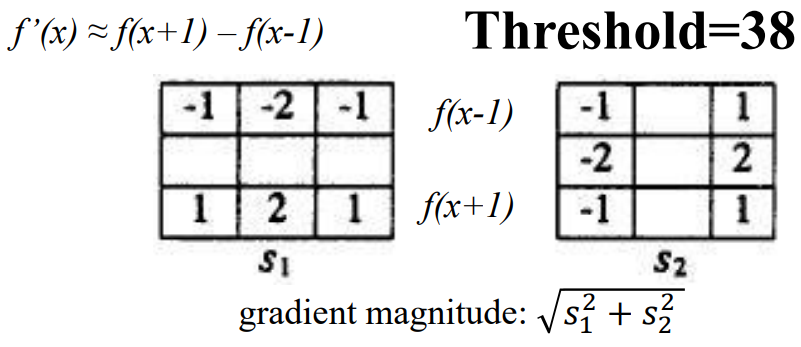 f’(x) ≈ f(x+1) – f(x-1)
Threshold=38
-1 -2 -1
f(x-1)
-1 1
-2 2
1 2 1
f(x+1)
-1 1
s₁
s₂
gradient magnitude: √s₁² + s₂²